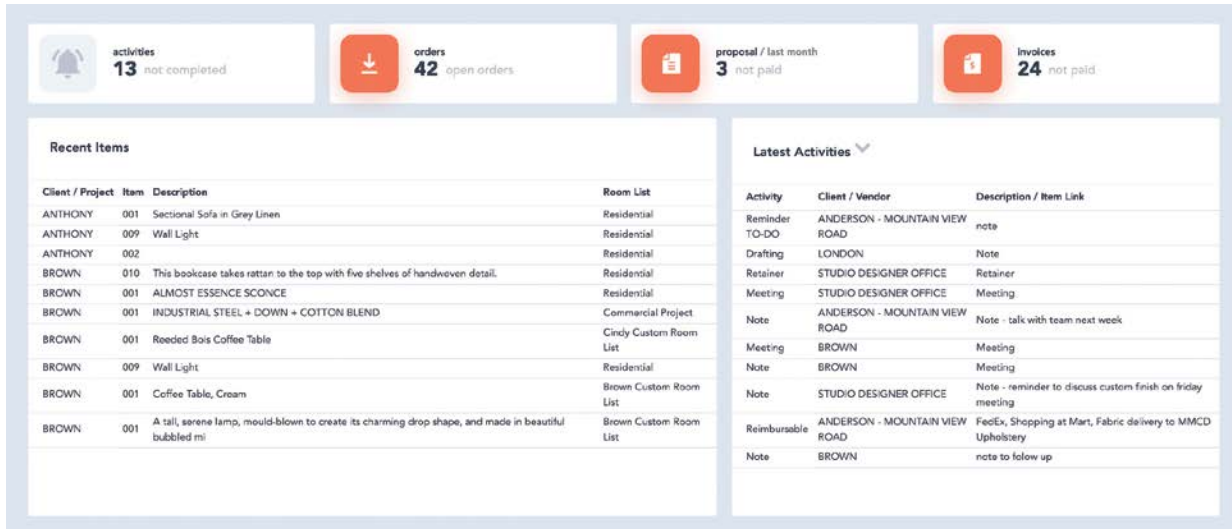 activities
13 not completed
orders
42 open orders
proposal / last month
3 not paid
invoices
24 not paid
Recent Items
Client / Project Item Description Room List
ANTHONY 001 Sectional Sofa in Grey Linen Residential
ANTHONY 009 Wall Light Residential
ANTHONY 002 Residential
BROWN 010 This bookcase takes rattan to the top with five shelves of handwoven detail. Residential
BROWN 001 ALMOST ESSENCE SCONCE Residential
BROWN 001 INDUSTRIAL STEEL + DOWN + COTTON BLEND Commercial Project
BROWN 001 Reeded Bois Coffee Table Cindy Custom Room
List
BROWN 009 Wall Light Residential
BROWN 001 Coffee Table, Cream Brown Custom Room
List
BROWN 001 A tall, serene lamp, mould-blown to create its charming drop shape, and made in beautiful Brown Custom Room
bubbled mi List
Latest Activities
Activity Client / Vendor Description / Item Link
Reminder ANDERSON - MOUNTAIN VIEW note
TO-DO ROAD
Drafting LONDON Note
Retainer STUDIO DESIGNER OFFICE Retainer
Meeting STUDIO DESIGNER OFFICE Meeting
Note ANDERSON - MOUNTAIN VIEW Note - talk with team next week
ROAD
Meeting BROWN Meeting
Note BROWN Meeting
Note STUDIO DESIGNER OFFICE Note - reminder to discuss custom finish on friday
meeting
Reimbursable ANDERSON - MOUNTAIN VIEW FedEx, Shopping at Mart, Fabric delivery to MMCD
ROAD Upholstery
Note BROWN note to folow up